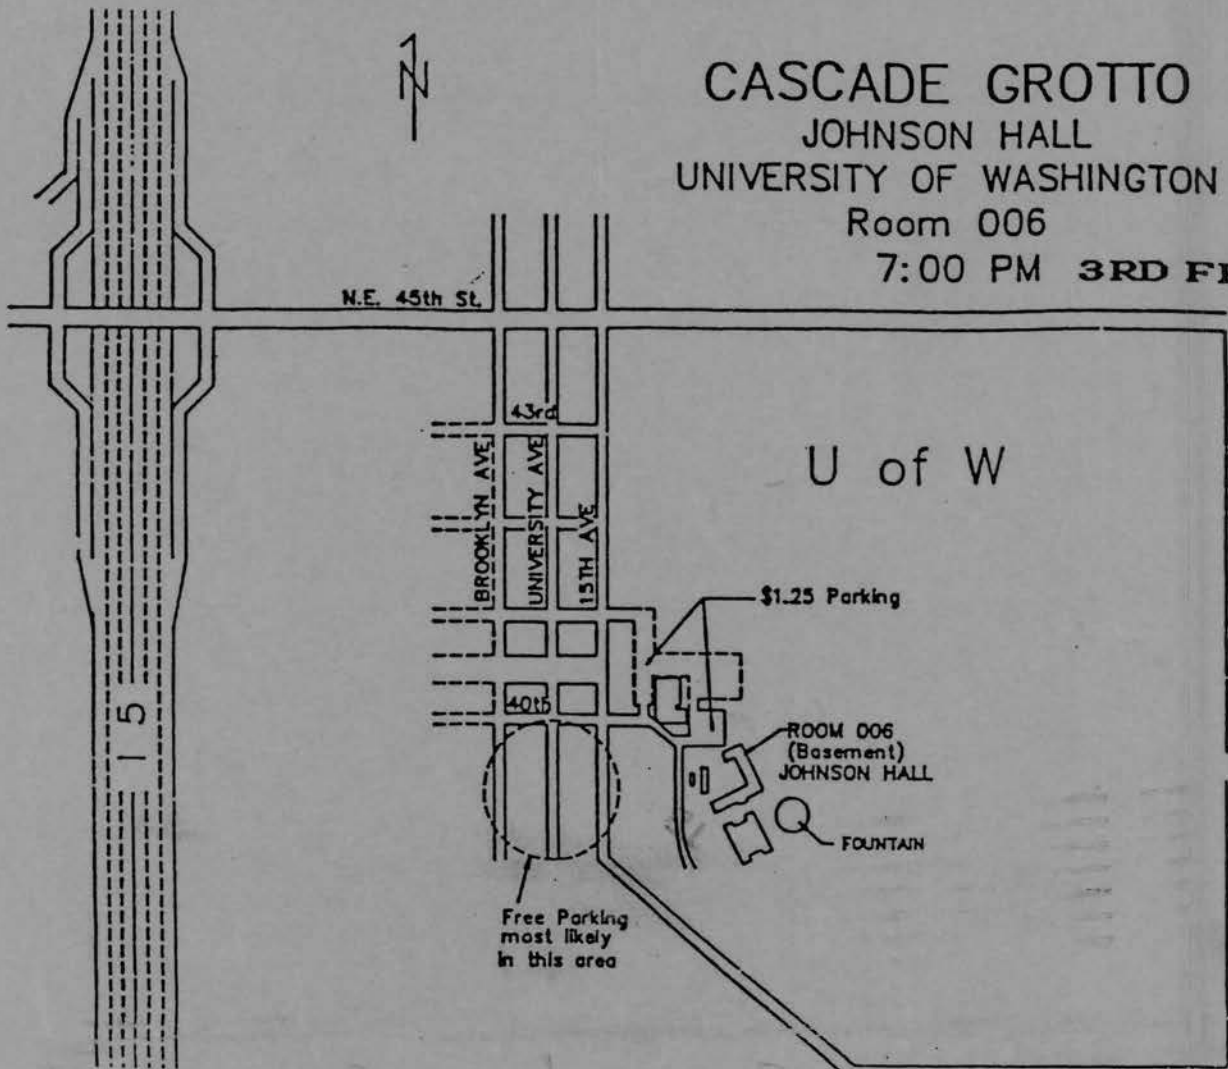 N
CASCADE GROTTO
JOHNSON HALL
UNIVERSITY OF WASHINGTON
Room 006
7:00 PM 3RD
N.E. 45th St.
43rd
U of W
BROOKLYN AVE
UNIVERSITY AVE
15TH AVE
$1.25 Parking
40th
I 5
ROOM 006
(Basement)
JOHNSON HALL
FOUNTAIN
Free Parking
most likely
in this area